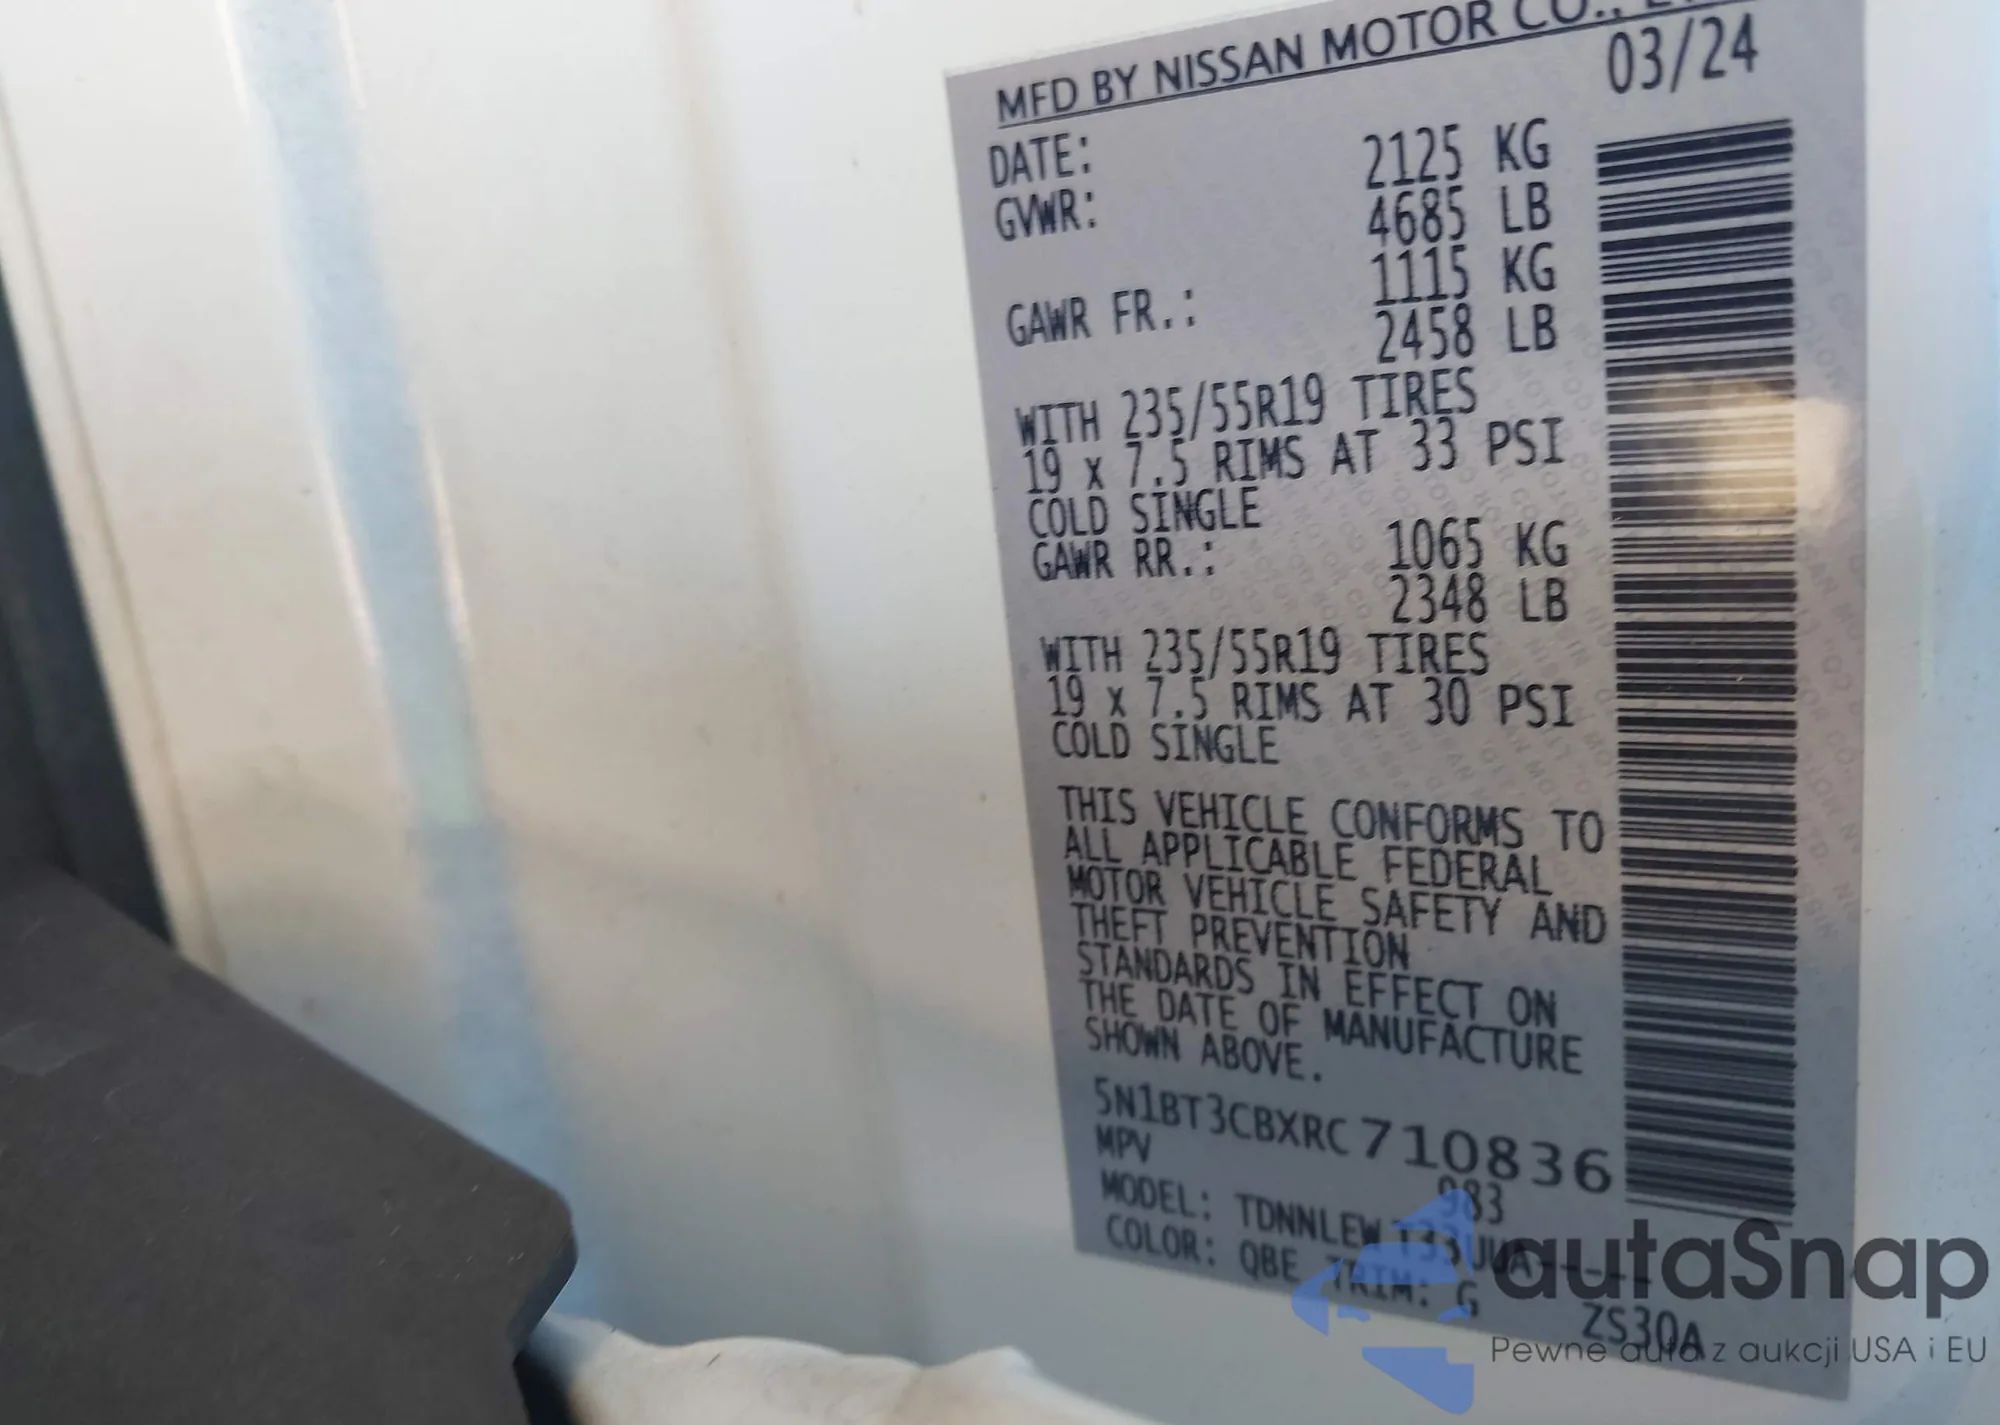 MFD BY NISSAN MOTOR CO.,
DATE: 03/24
GVWR: 2125 KG
4685 LB
GAWR FR.: 1115 KG
2458 LB
WITH 235/55R19 TIRES
19 x 7.5 RIMS AT 33 PSI
COLD SINGLE
GAWR RR.: 1065 KG
2348 LB
WITH 235/55R19 TIRES
19 x 7.5 RIMS AT 30 PSI
COLD SINGLE
THIS VEHICLE CONFORMS TO
ALL APPLICABLE FEDERAL
MOTOR VEHICLE SAFETY AND
THEFT PREVENTION
STANDARDS IN EFFECT ON
THE DATE OF MANUFACTURE
SHOWN ABOVE.
5N1BT3CBXRC710836
MPV 983
MODEL: TDNNLEWT33UUA-----
COLOR: QBE TRIM: G ZS30A
autaSnap
Pewne auta z aukcji USA i EU